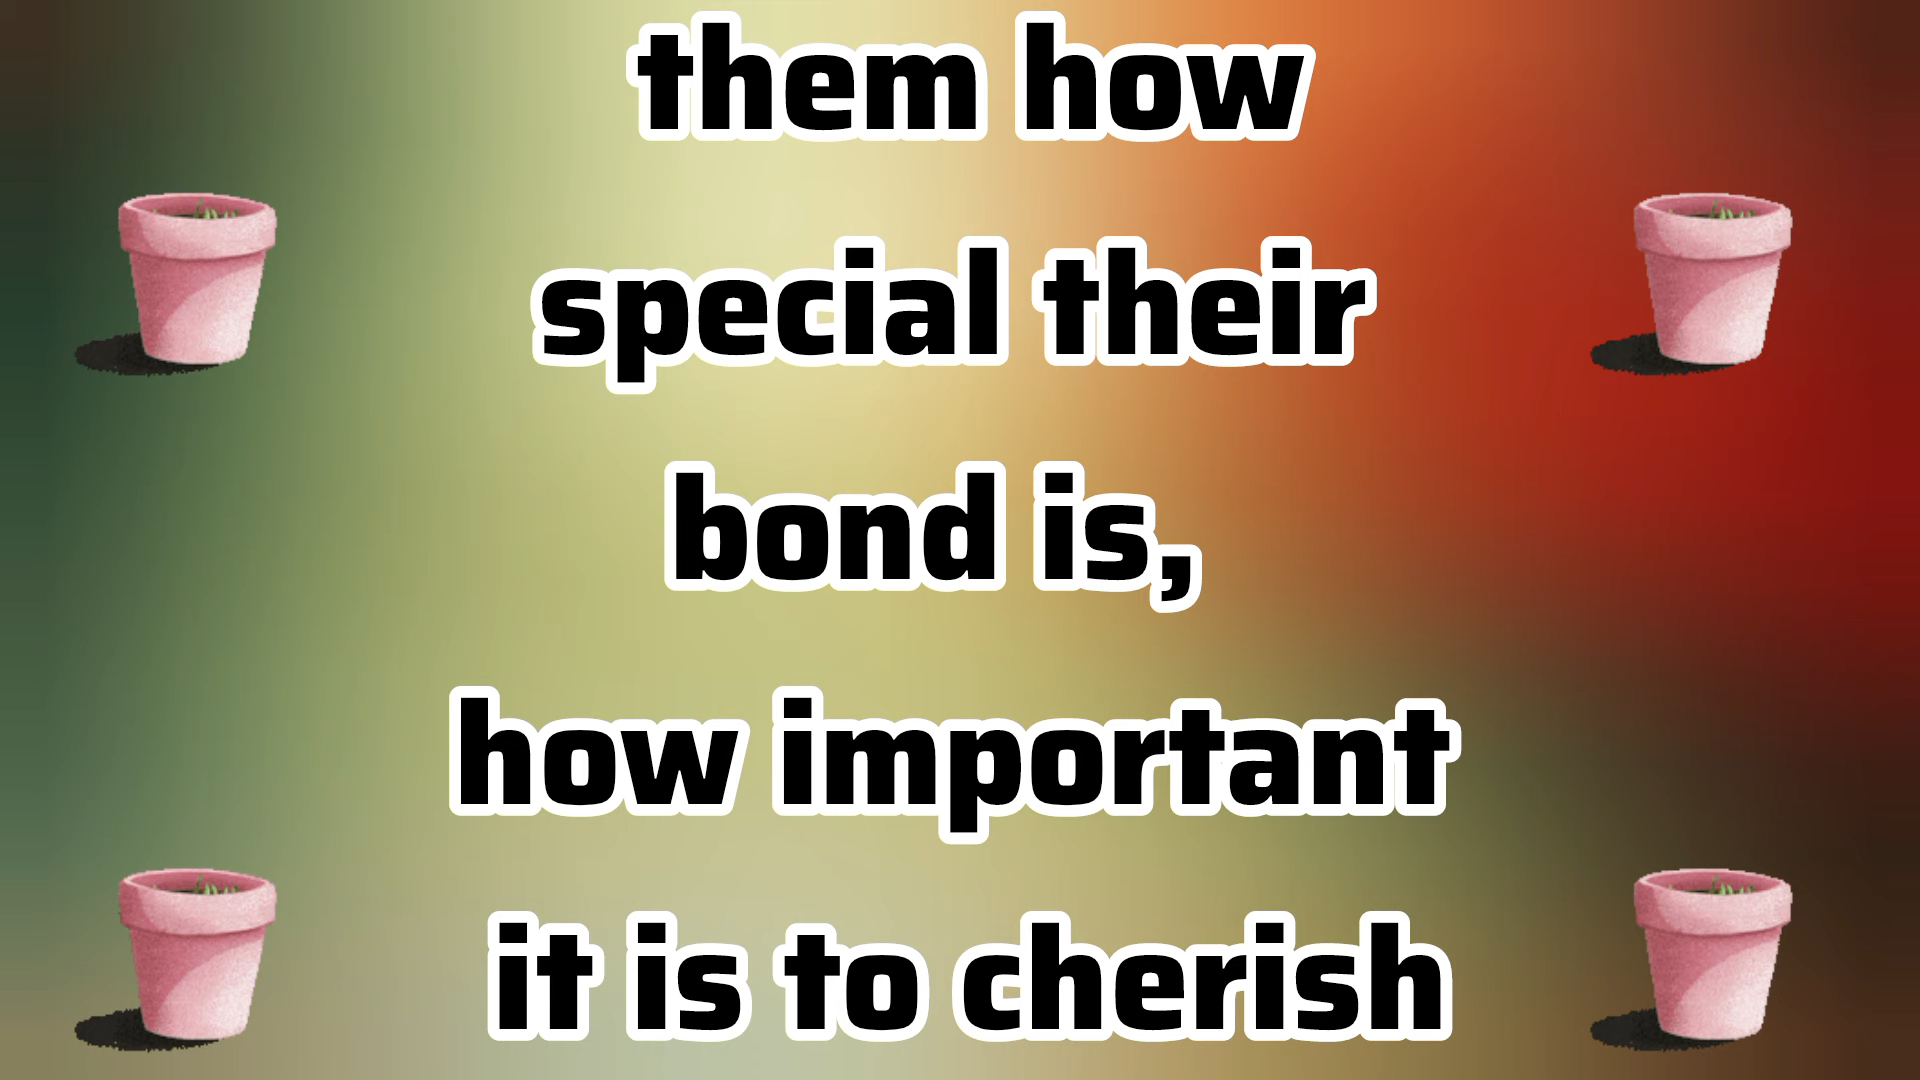 them how
special their
bond is,
how important
it is to cherish